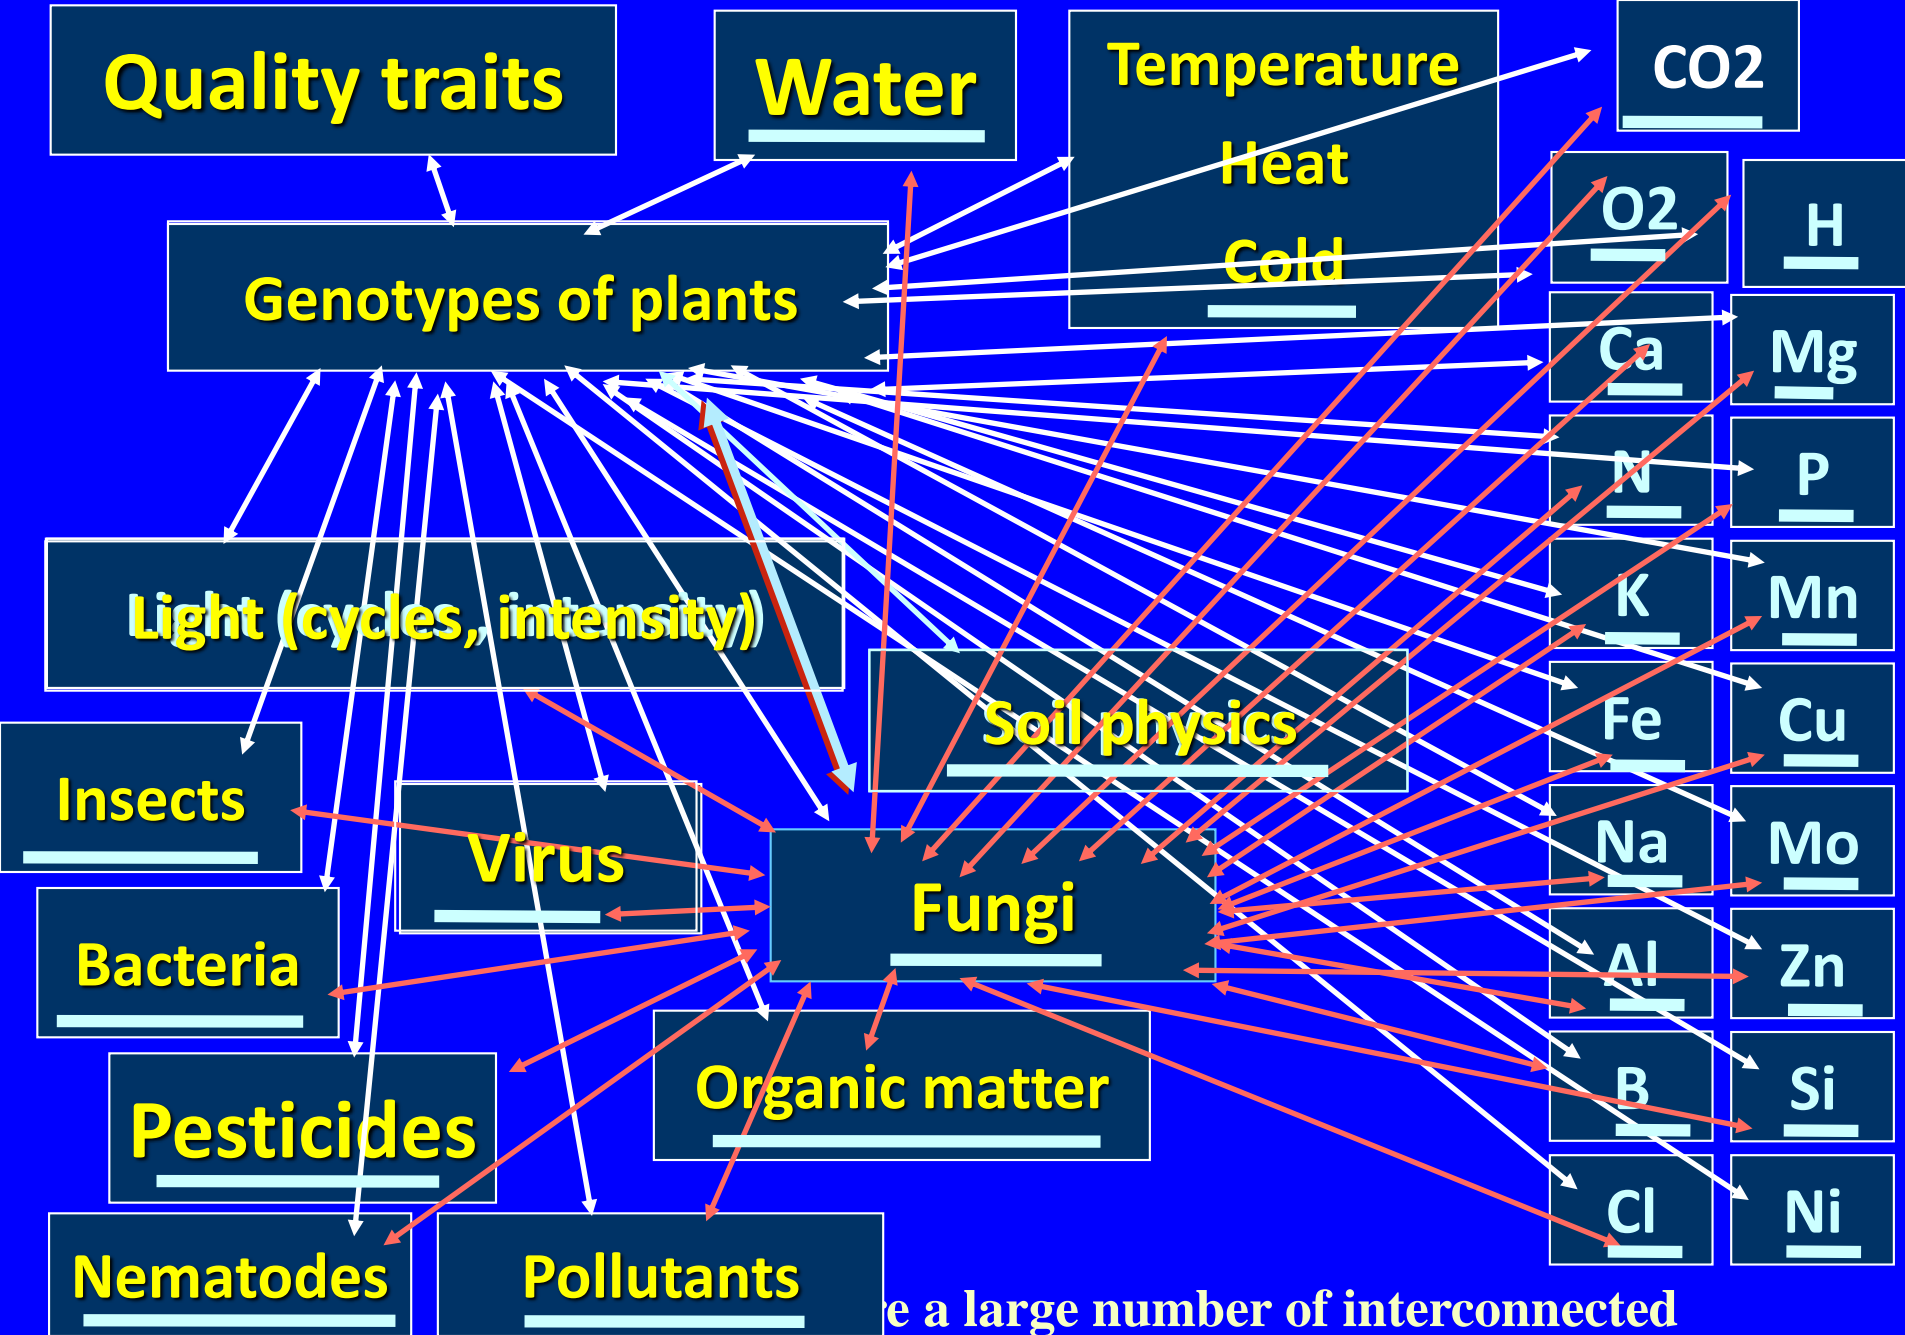 Quality traits
Water
Temperature
Heat
Cold
CO2
O2
H
Genotypes of plants
Ca
Mg
N
P
K
Mn
Light (cycles, intensity)
Soil physics
Fe
Cu
Insects
Virus
Na
Mo
Fungi
Bacteria
Al
Zn
Pesticides
Organic matter
B
Si
Cl
Ni
Nematodes
Pollutants
a large number of interconnected